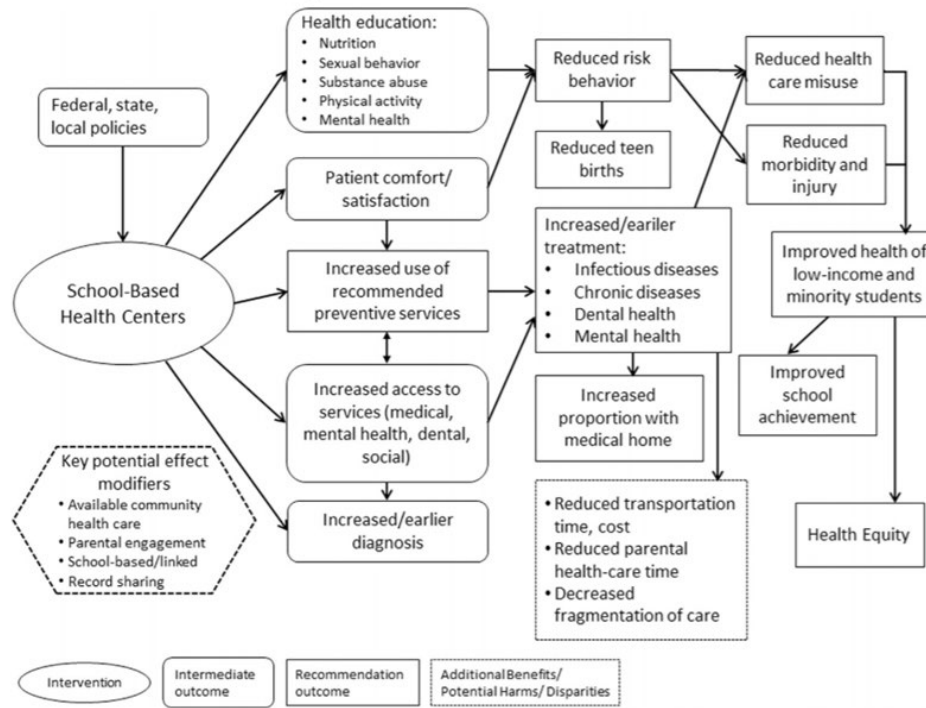 Federal, state,
local policies
School-Based
Health Centers
Key potential effect
modifiers
• Available community
health care
• Parental engagement
• School-based/linked
• Record sharing
Health education:
• Nutrition
• Sexual behavior
• Substance abuse
• Physical activity
• Mental health
Patient comfort/
satisfaction
Increased use of
recommended
preventive services
Increased access to
services (medical,
mental health, dental,
social)
Increased/earlier
diagnosis
Reduced risk
behavior
Reduced teen
births
Increased/eariler
treatment:
• Infectious diseases
• Chronic diseases
• Dental health
• Mental health
Increased
proportion with
medical home
• Reduced transportation
time, cost
• Reduced parental
health-care time
• Decreased
fragmentation of care
Reduced health
care misuse
Reduced
morbidity and
injury
Improved health of
low-income and
minority students
Improved
school
achievement
Health Equity
Intervention
Intermediate
outcome
Recommendation
outcome
Additional Benefits/
Potential Harms/ Disparities